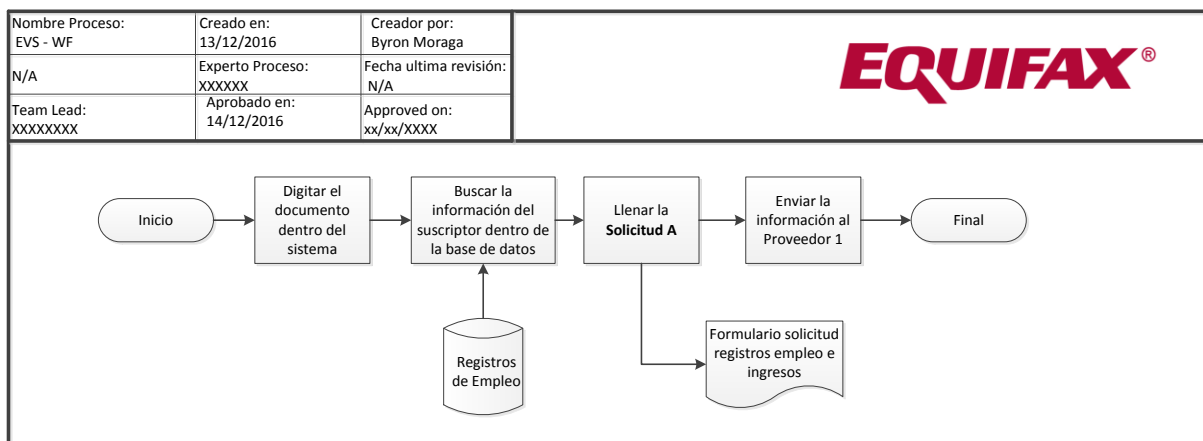 Nombre Proceso:
EVS - WF
Creado en:
13/12/2016
Creador por:
Byron Moraga
N/A
Experto Proceso:
XXXXXX
Fecha ultima revisión:
N/A
Team Lead:
XXXXXXXX
Aprobado en:
14/12/2016
Approved on:
xx/xx/XXXX
EQUIFAX®
Inicio
Digitar el
documento
dentro del
sistema
Buscar la
información del
suscriptor dentro de
la base de datos
Llenar la
Solicitud A
Enviar la
información al
Proveedor 1
Final
Registros
de Empleo
Formulario solicitud
registros empleo e
ingresos